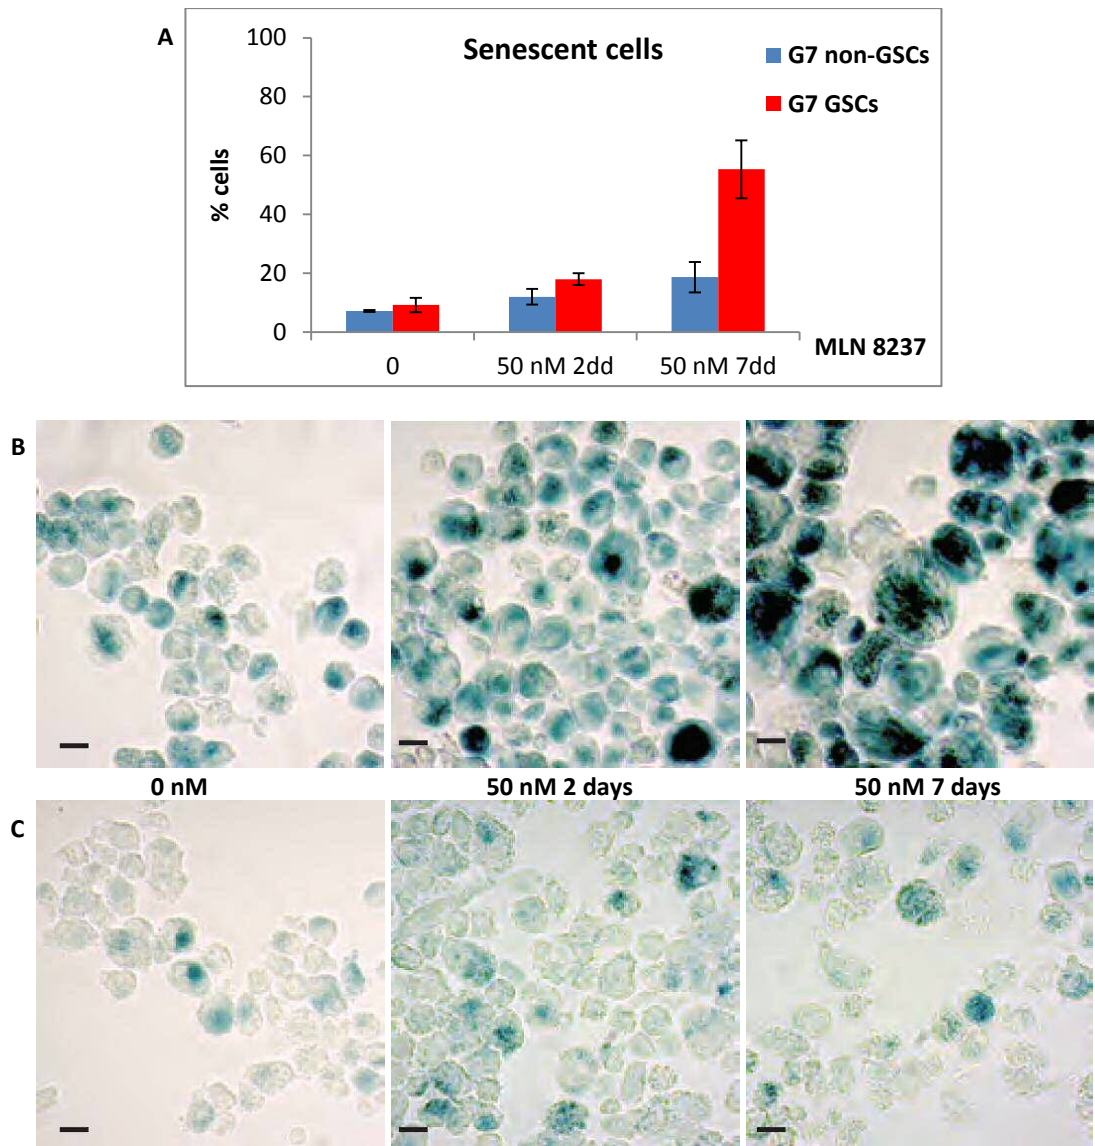 A
Senescent cells
G7 non-GSCs
G7 GSCs
100
80
60
40
20
0
% cells
0
50 nM 2dd
50 nM 7dd
MLN 8237
B
0 nM
50 nM 2 days
50 nM 7 days
C